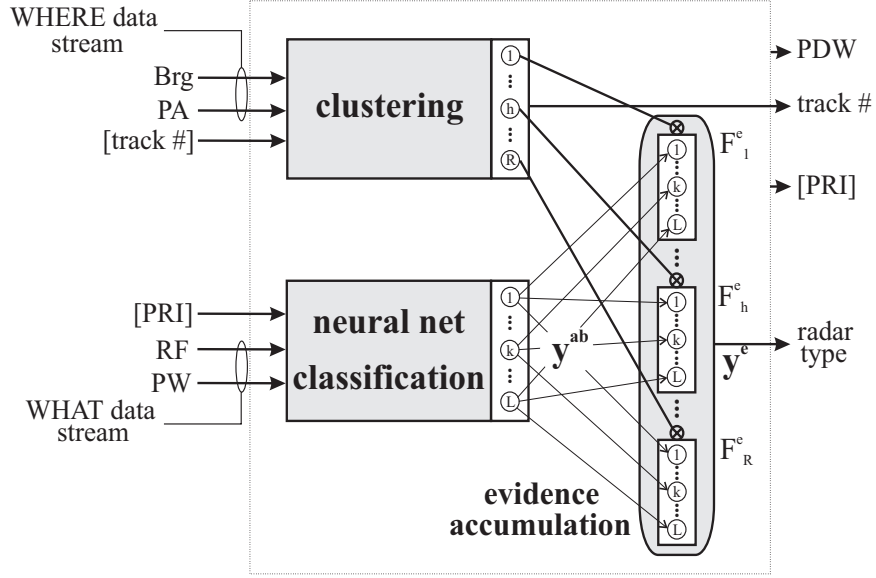 WHERE data
stream
Brg
PA
[track #]
clustering
1
h
R
PDW
track #
[PRI]
F^e_1
1
k
L
[PRI]
RF
PW
WHAT data
stream
neural net
classification
1
k
L
y^ab
F^e_h
1
k
L
y^e
radar
type
F^e_R
1
k
L
evidence
accumulation